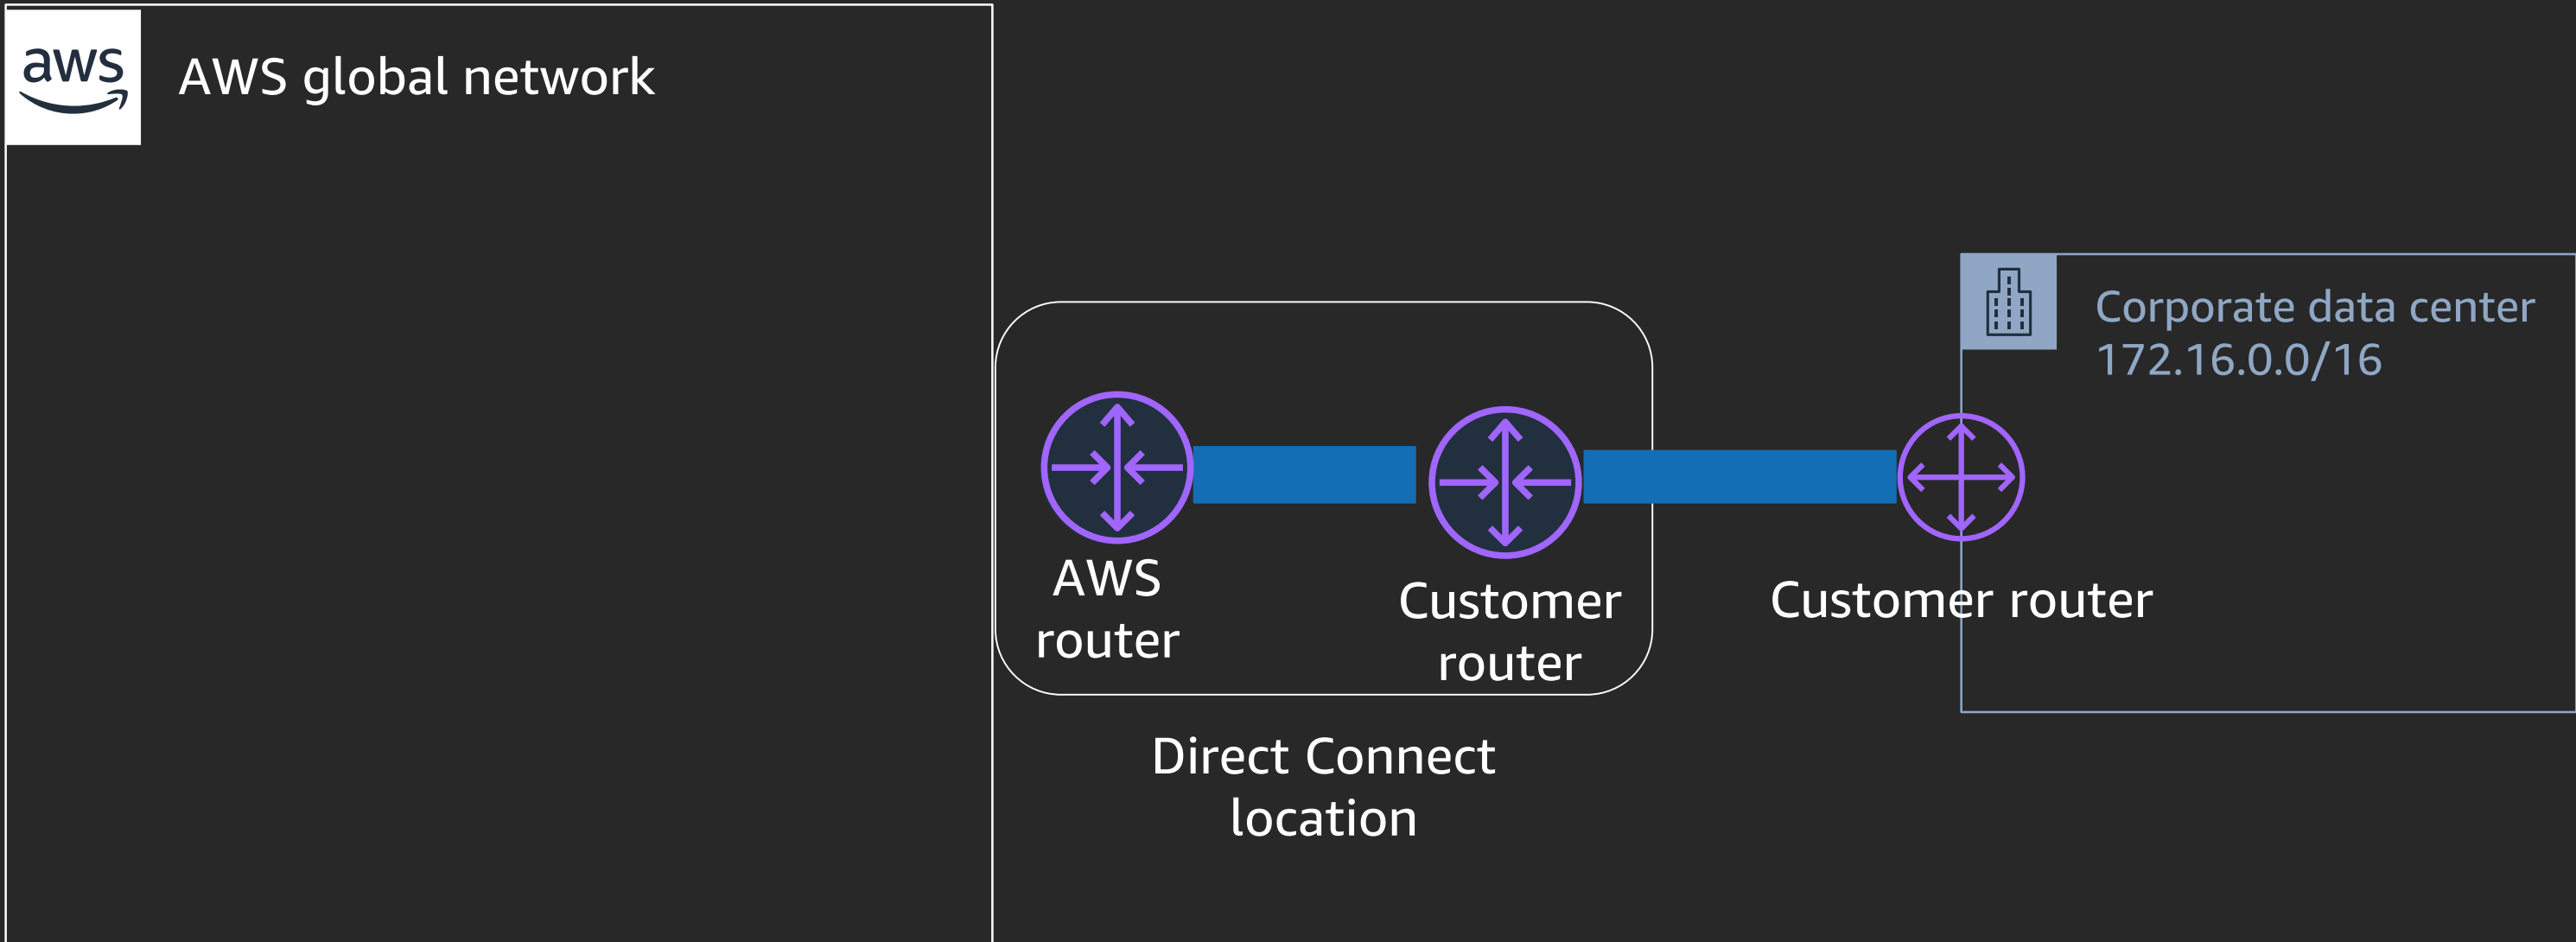 aws
AWS global network
Corporate data center
172.16.0.0/16
AWS
router
Customer
router
Customer router
Direct Connect
location